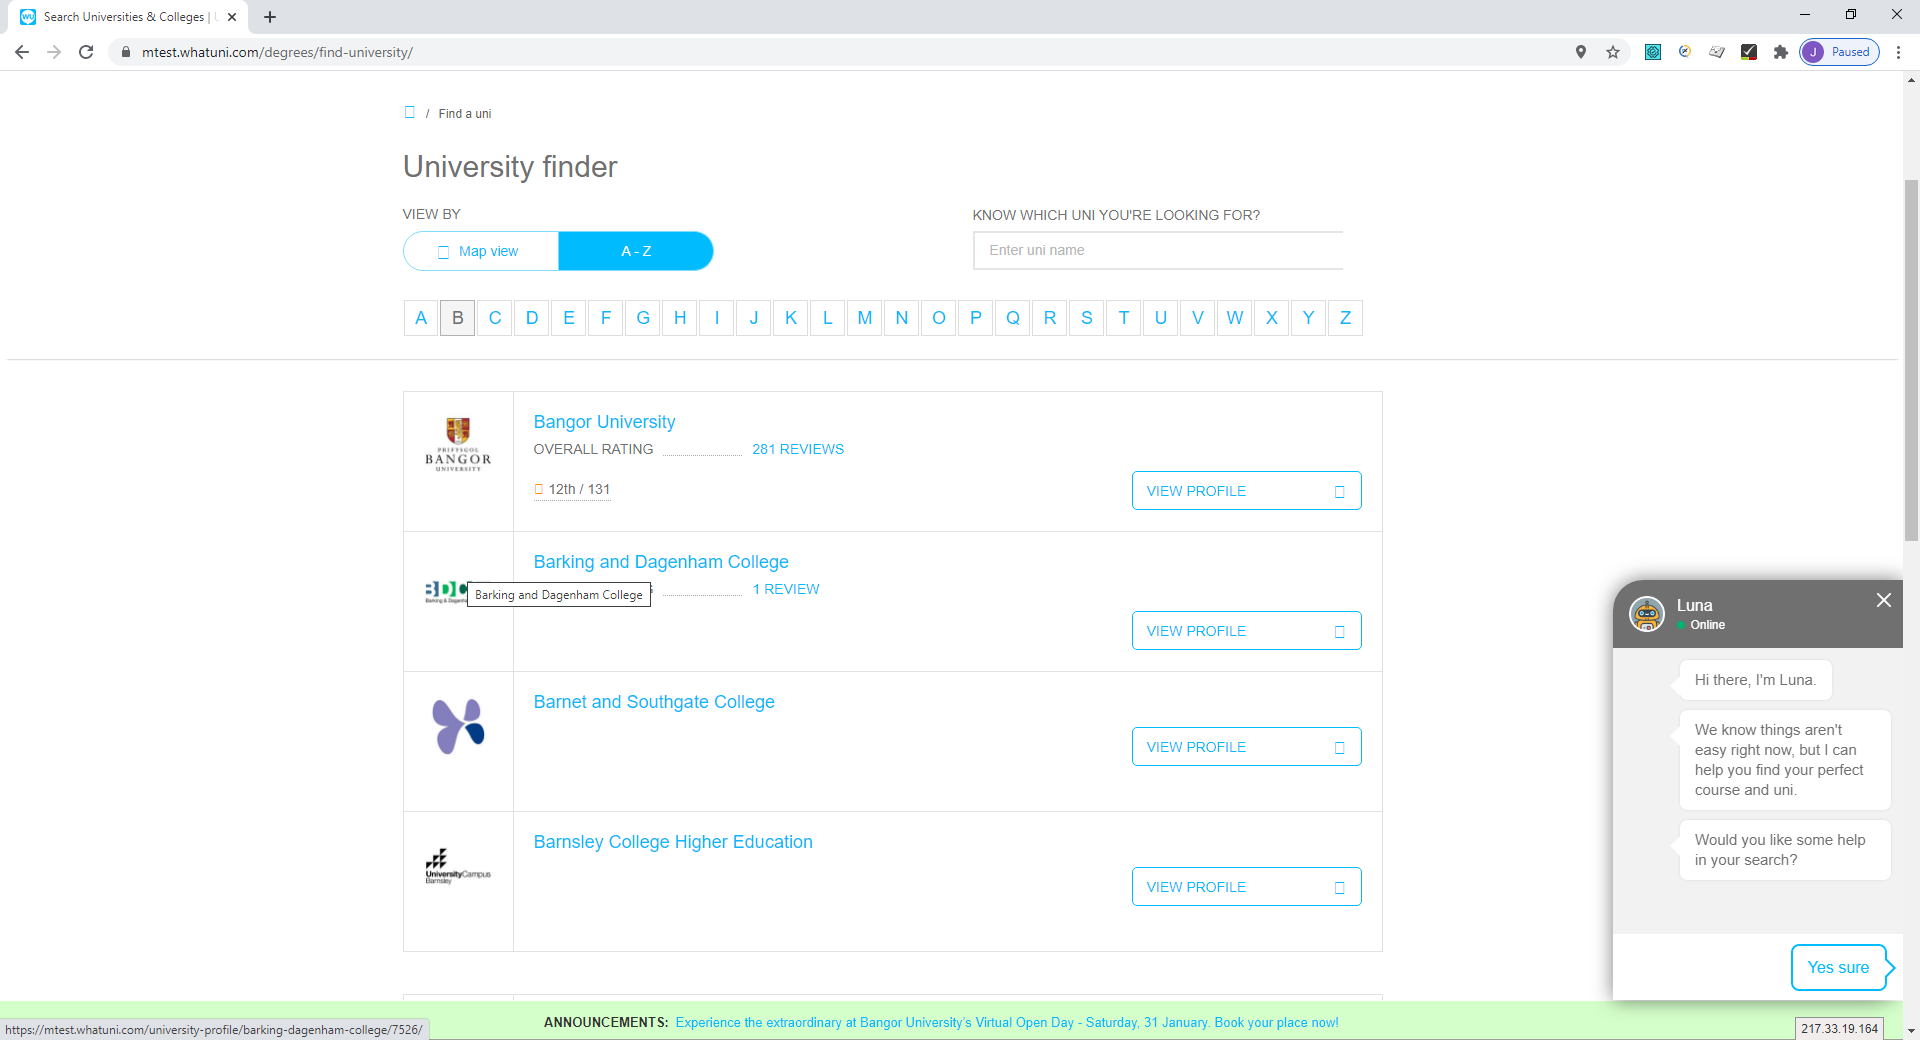 Search Universities & Colleges |
mtest.whatuni.com/degrees/find-university/
J Paused
/ Find a uni
University finder
VIEW BY
KNOW WHICH UNI YOU'RE LOOKING FOR?
Map view
A - Z
Enter uni name
A B C D E F G H I J K L M N O P Q R S T U V W X Y Z
PRIFYSGOL
BANGOR
UNIVERSITY
Bangor University
OVERALL RATING
281 REVIEWS
12th / 131
VIEW PROFILE
Barking and Dagenham College
1 REVIEW
Barking and Dagenham College
VIEW PROFILE
Barnet and Southgate College
VIEW PROFILE
UniversityCampus
Barnsley
Barnsley College Higher Education
VIEW PROFILE
Luna
Online
Hi there, I'm Luna.
We know things aren't
easy right now, but I can
help you find your perfect
course and uni.
Would you like some help
in your search?
Yes sure
ANNOUNCEMENTS: Experience the extraordinary at Bangor University's Virtual Open Day - Saturday, 31 January. Book your place now!
https://mtest.whatuni.com/university-profile/barking-dagenham-college/7526/
217.33.19.164